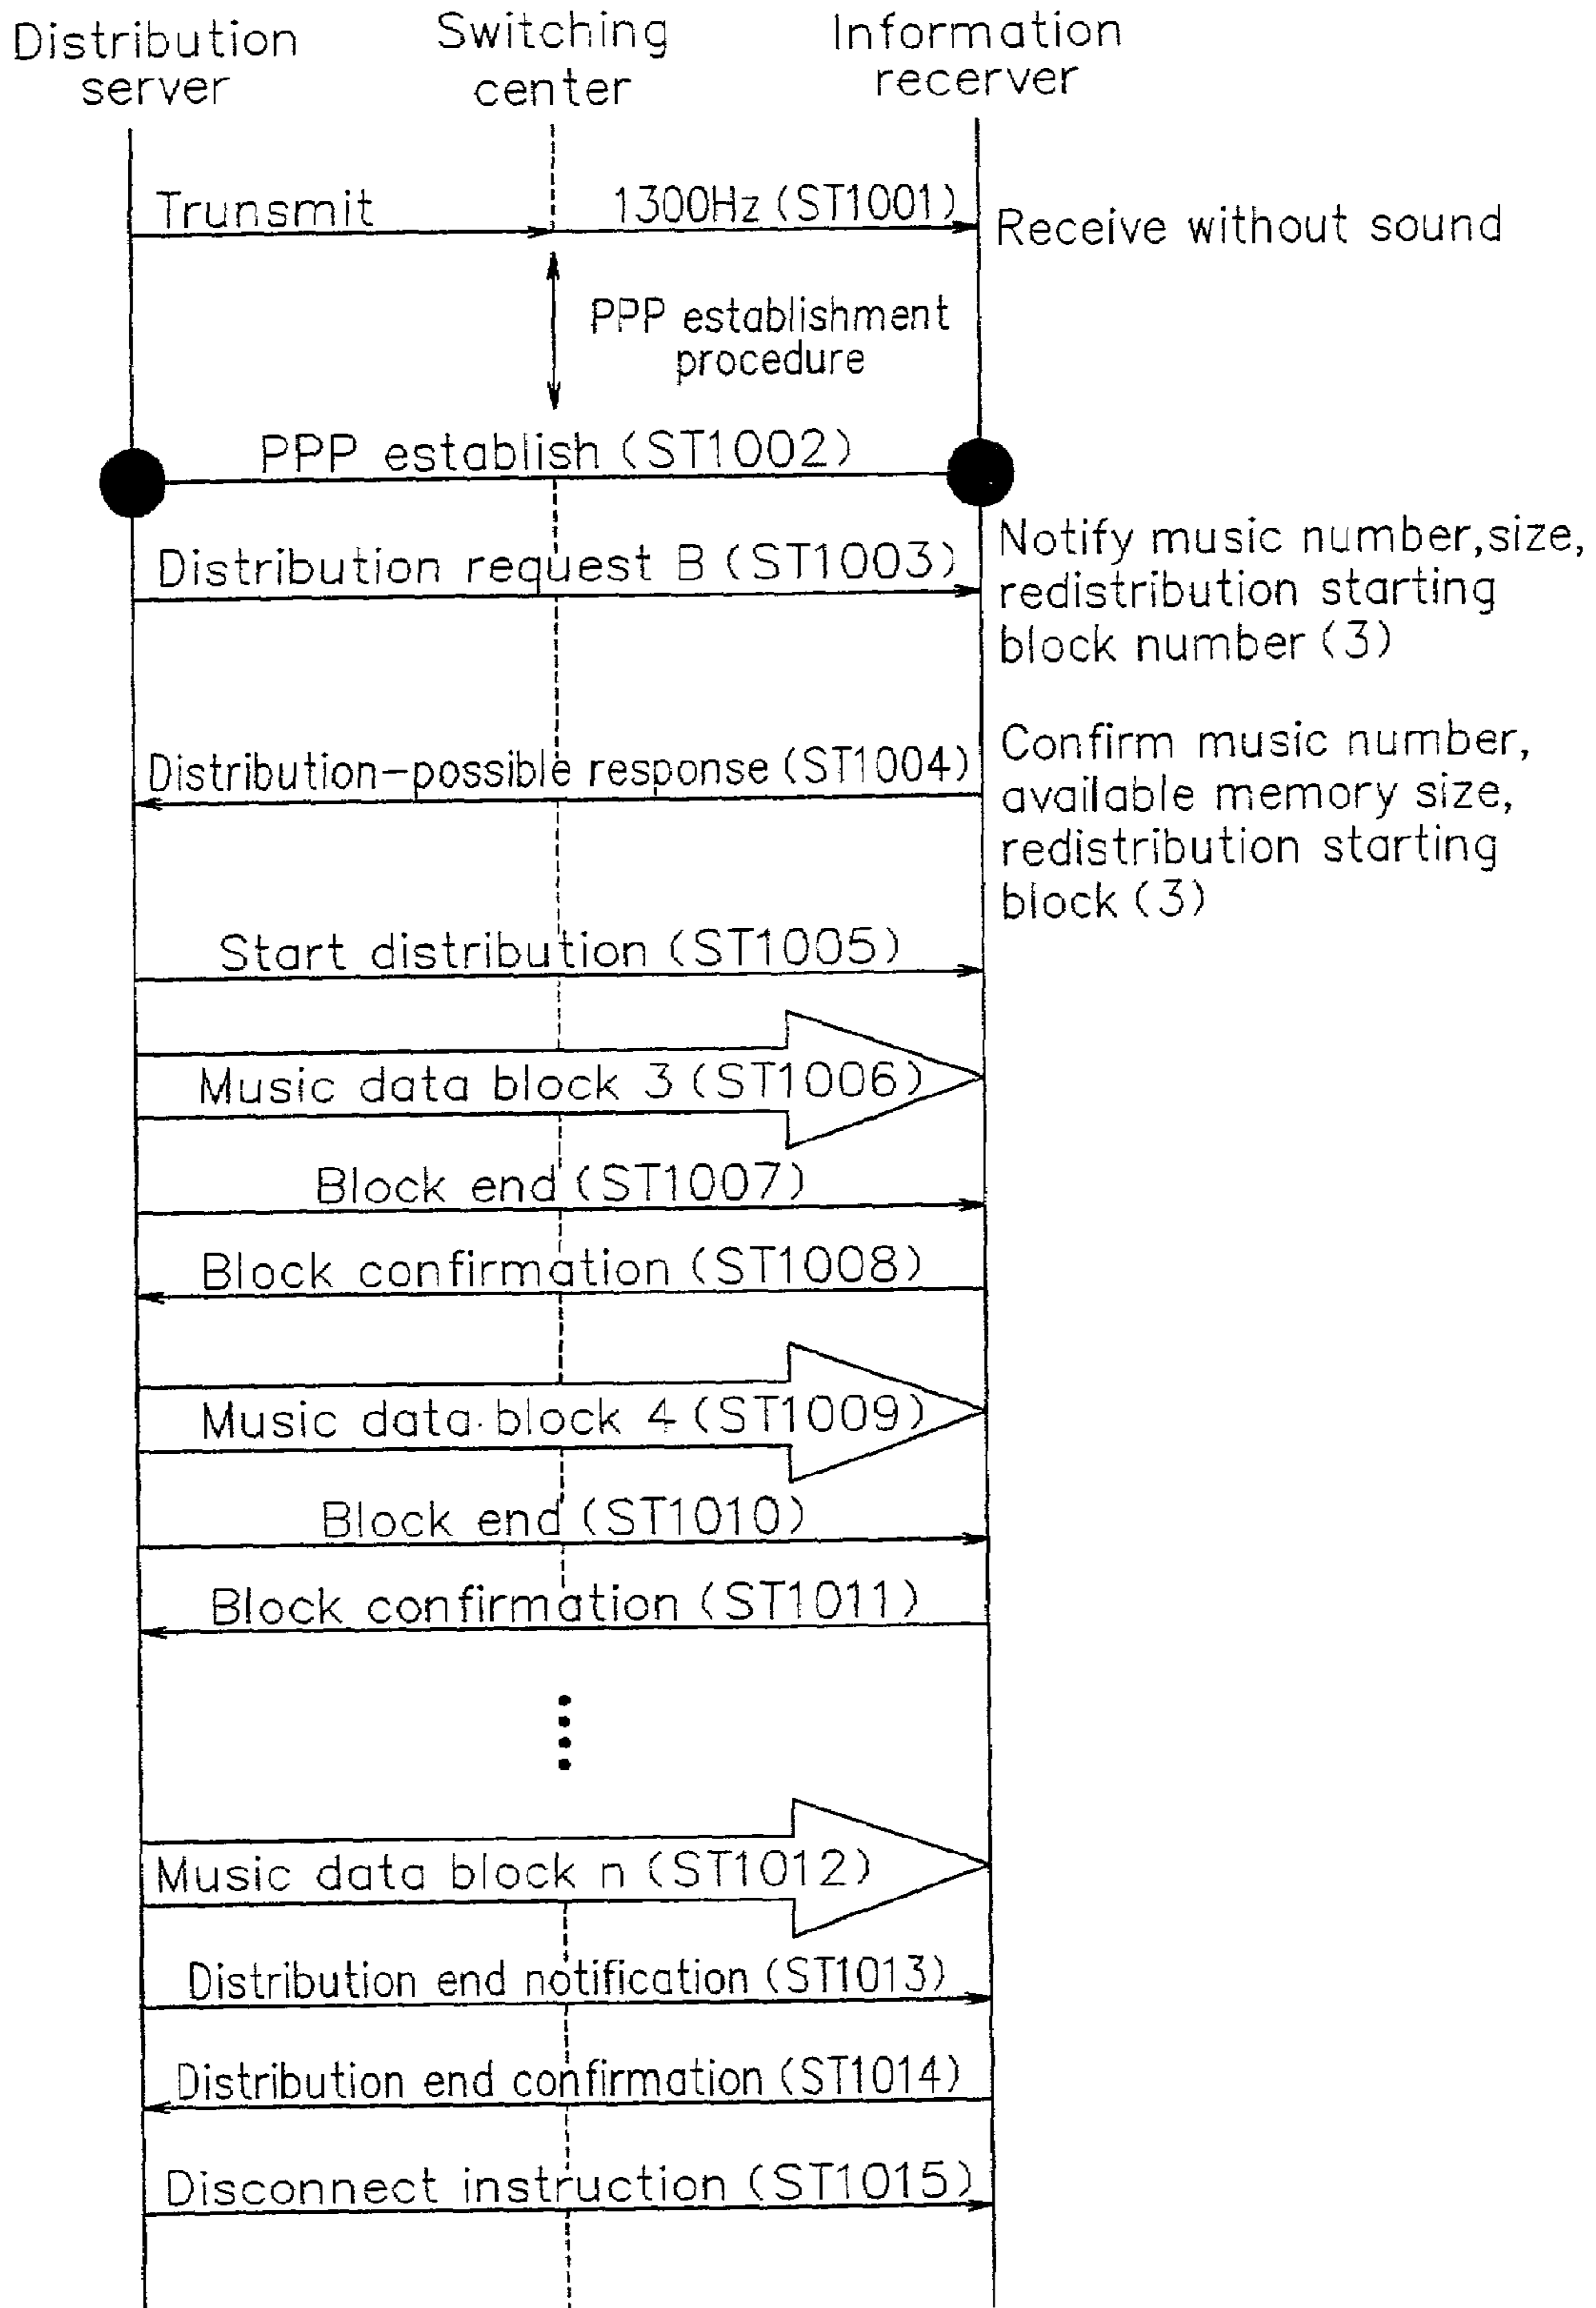 Distribution
server
Switching
center
Information
recerver
Trunsmit
1300Hz (ST1001)
Receive without sound
PPP establishment
procedure
PPP establish (ST1002)
Distribution request B (ST1003)
Notify music number,size,
redistribution starting
block number (3)
Distribution-possible response (ST1004)
Confirm music number,
available memory size,
redistribution starting
block (3)
Start distribution (ST1005)
Music data block 3 (ST1006)
Block end (ST1007)
Block confirmation (ST1008)
Music data block 4 (ST1009)
Block end (ST1010)
Block confirmation (ST1011)
Music data block n (ST1012)
Distribution end notification (ST1013)
Distribution end confirmation (ST1014)
Disconnect instruction (ST1015)